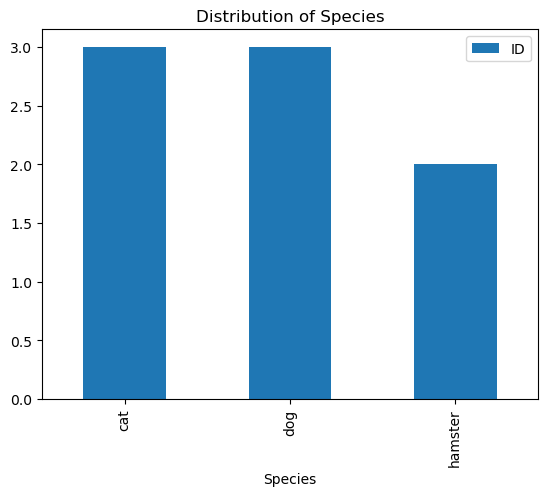 Distribution of Species
ID
3.0
2.5
2.0
1.5
1.0
0.5
0.0
cat
dog
hamster
Species